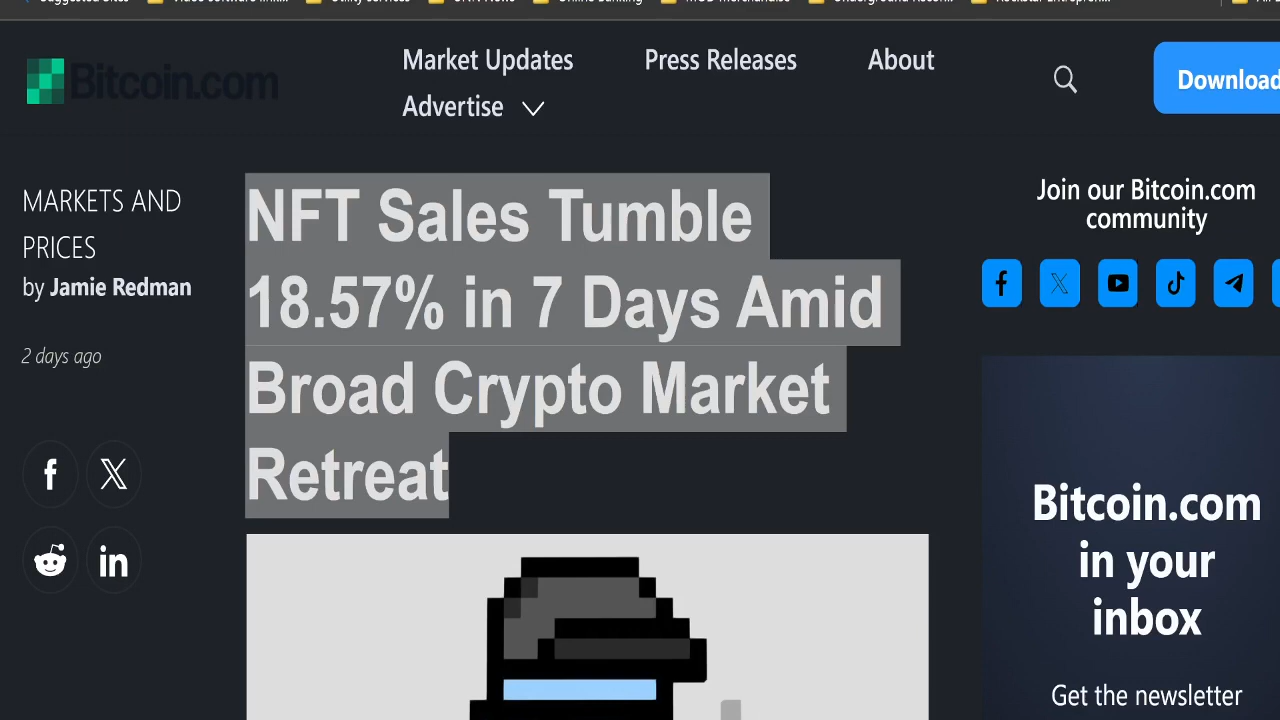 Market Updates
Press Releases
About
Bitcoin.com
Advertise
Download
MARKETS AND
PRICES
by Jamie Redman
2 days ago
NFT Sales Tumble
18.57% in 7 Days Amid
Broad Crypto Market
Retreat
Join our Bitcoin.com
community
Bitcoin.com
in your
inbox
Get the newsletter